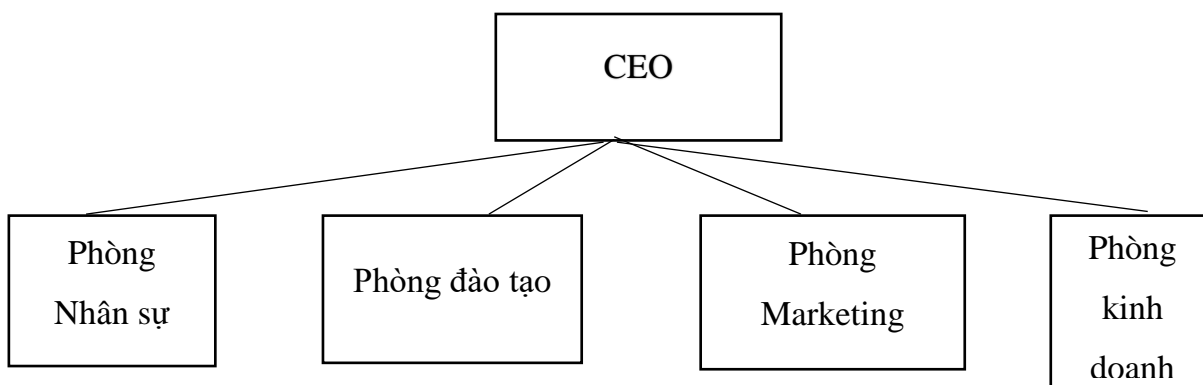 CEO
Phòng
Nhân sự
Phòng đào tạo
Phòng
Marketing
Phòng
kinh
doanh